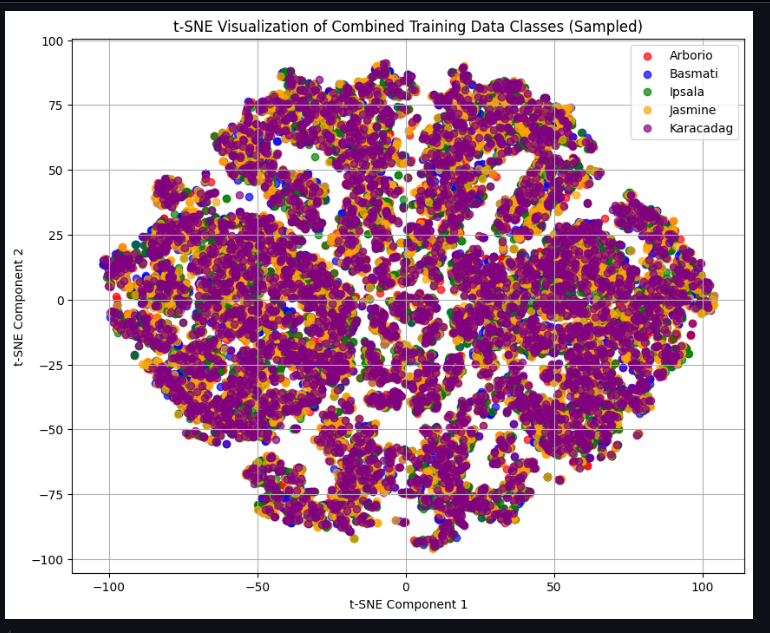 t-SNE Visualization of Combined Training Data Classes (Sampled)
Arborio
Basmati
Ipsala
Jasmine
Karacadag
100
75
50
25
0
−25
−50
−75
−100
t-SNE Component 2
−100 −50 0 50 100
t-SNE Component 1